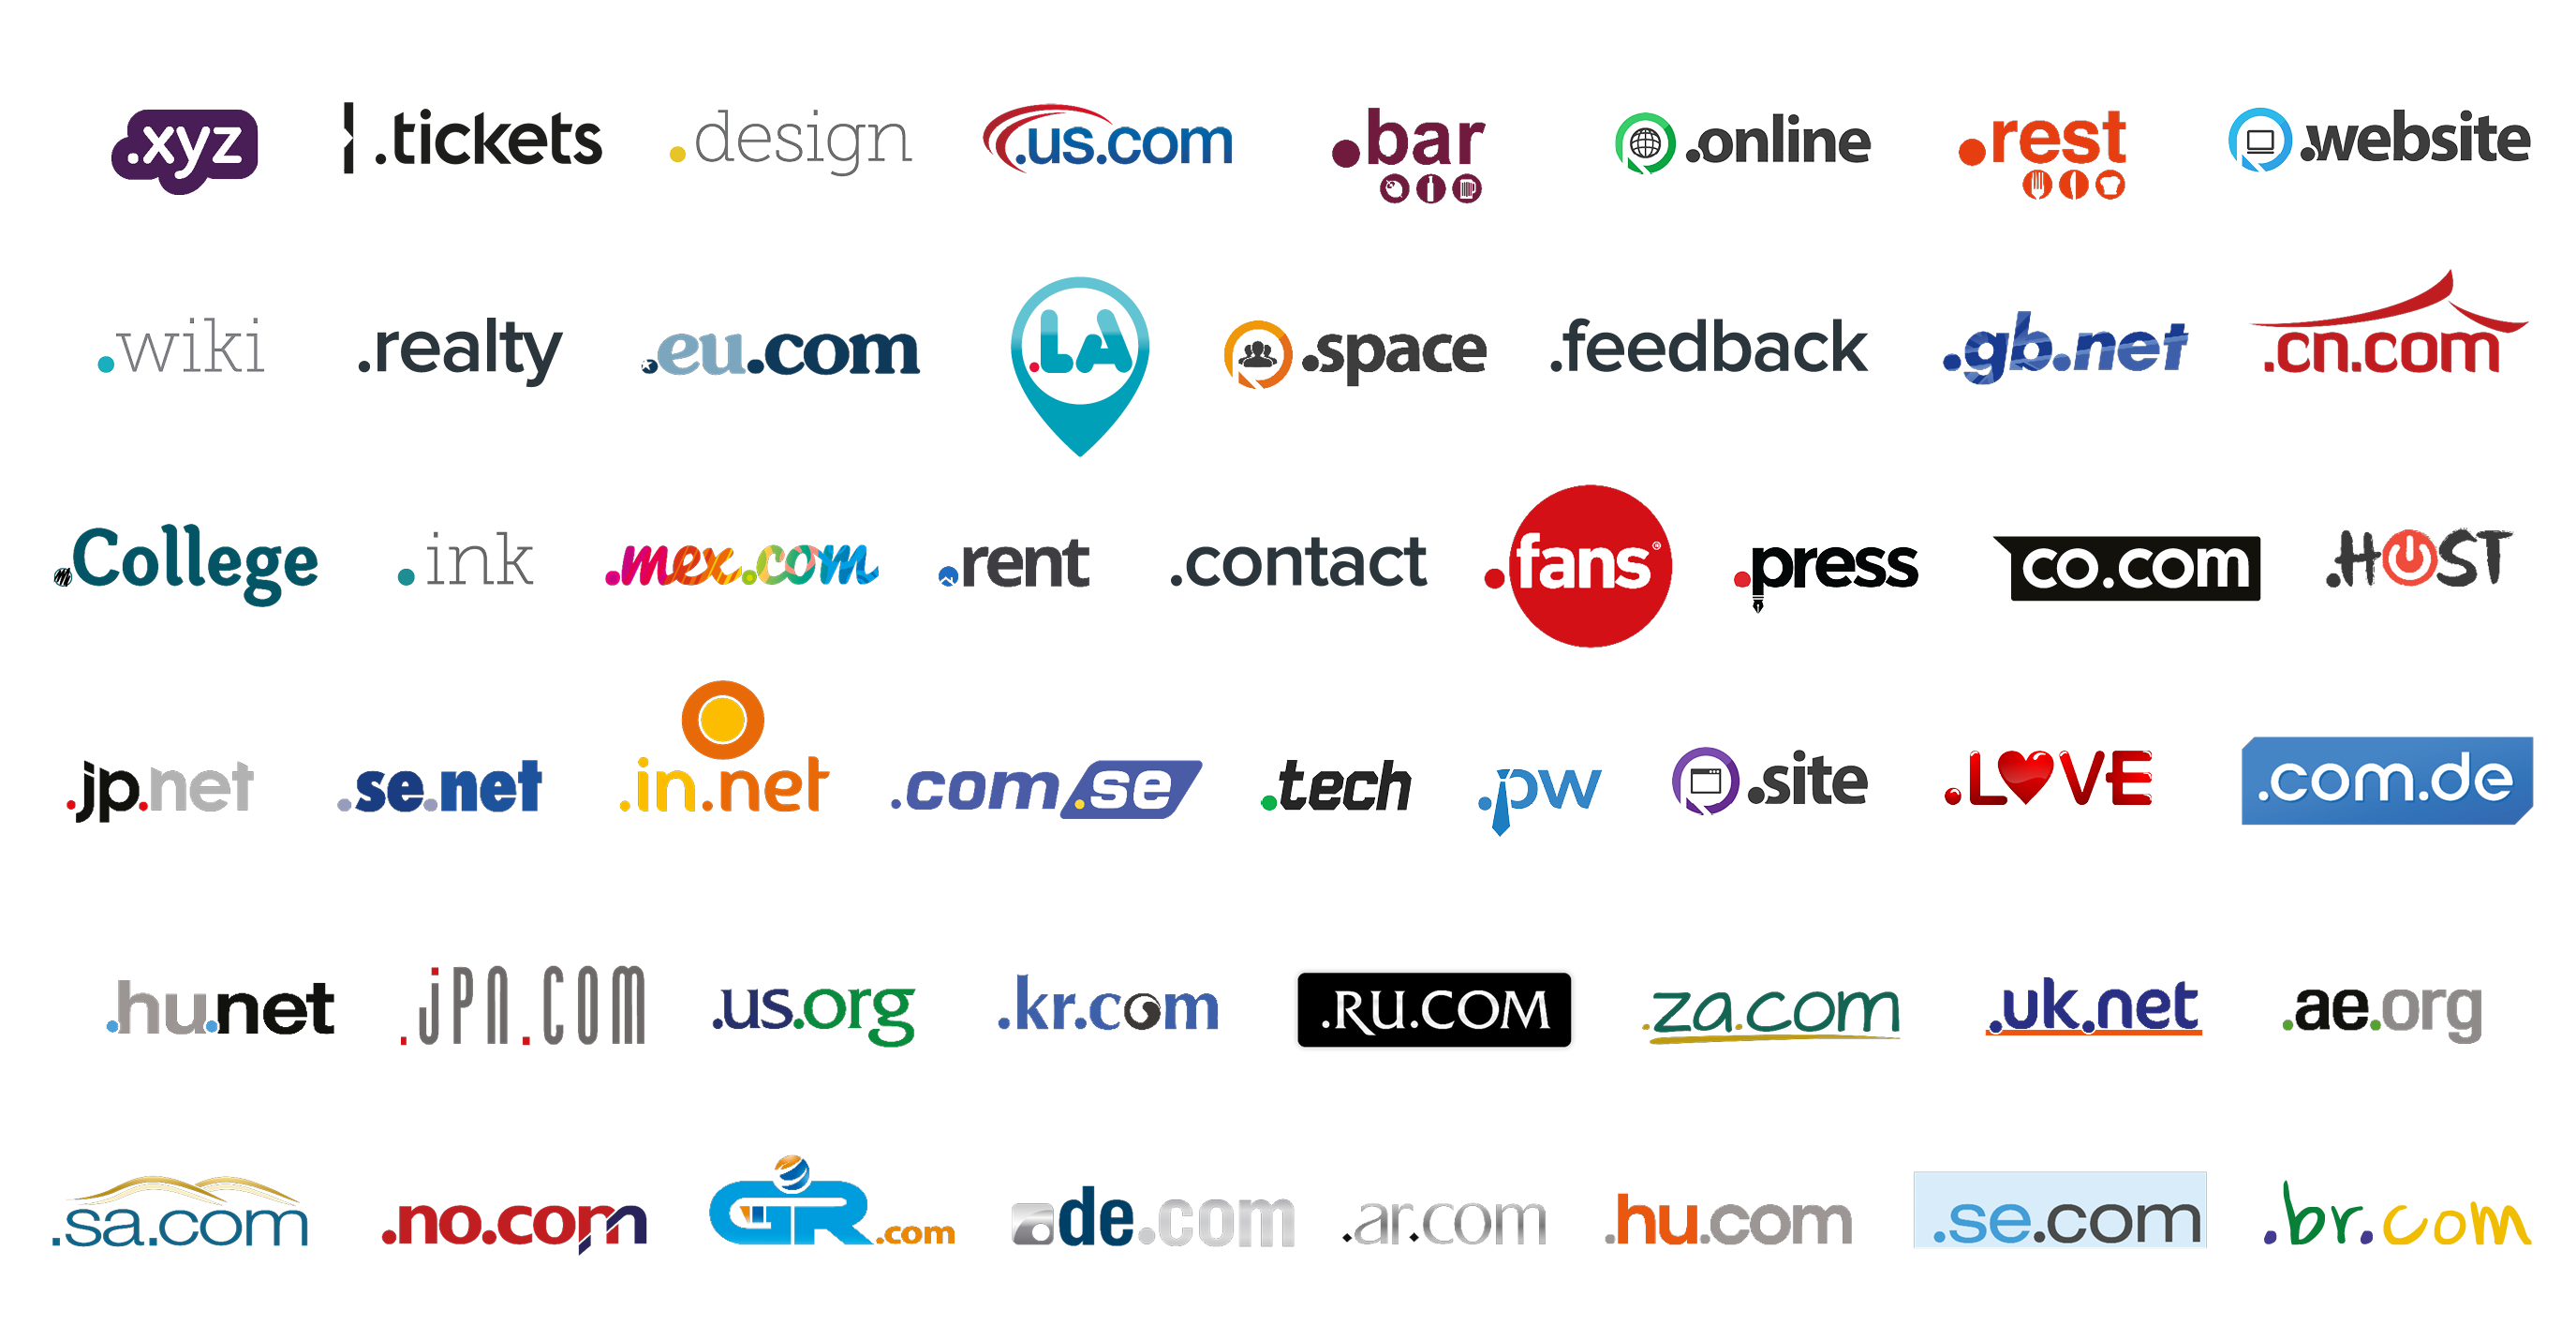 .xyz .tickets .design .us.com .bar .online .rest .website
.wiki .realty .eu.com .LA .space .feedback .gb.net .cn.com
.College .ink .mex.com .rent .contact .fans® .press co.com .HOST
.jp.net .se.net .in.net .com.se .tech .pw .site .LOVE .com.de
.hu.net .JPN.COM .us.org .kr.com .RU.COM .za.com .uk.net .ae.org
.sa.com .no.com GR.com .de.com .ar.com .hu.com .se.com .br.com